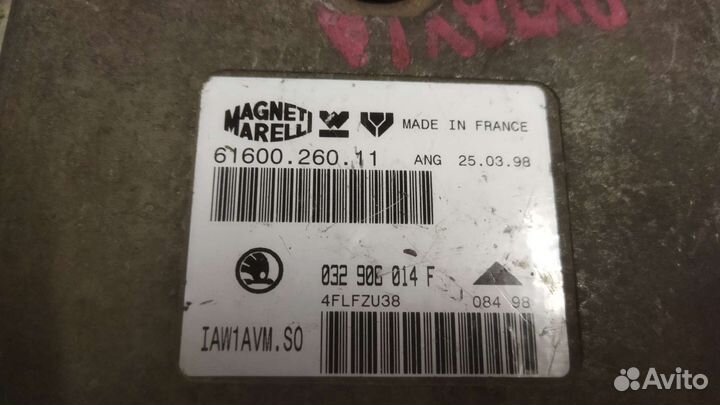 OKTAVIA
MAGNETI
MARELLI
MADE IN FRANCE
61600.260.11 ANG 25.03.98
032 906 014 F
4FLFZU38 084 98
IAW1AVM.SO
Avito